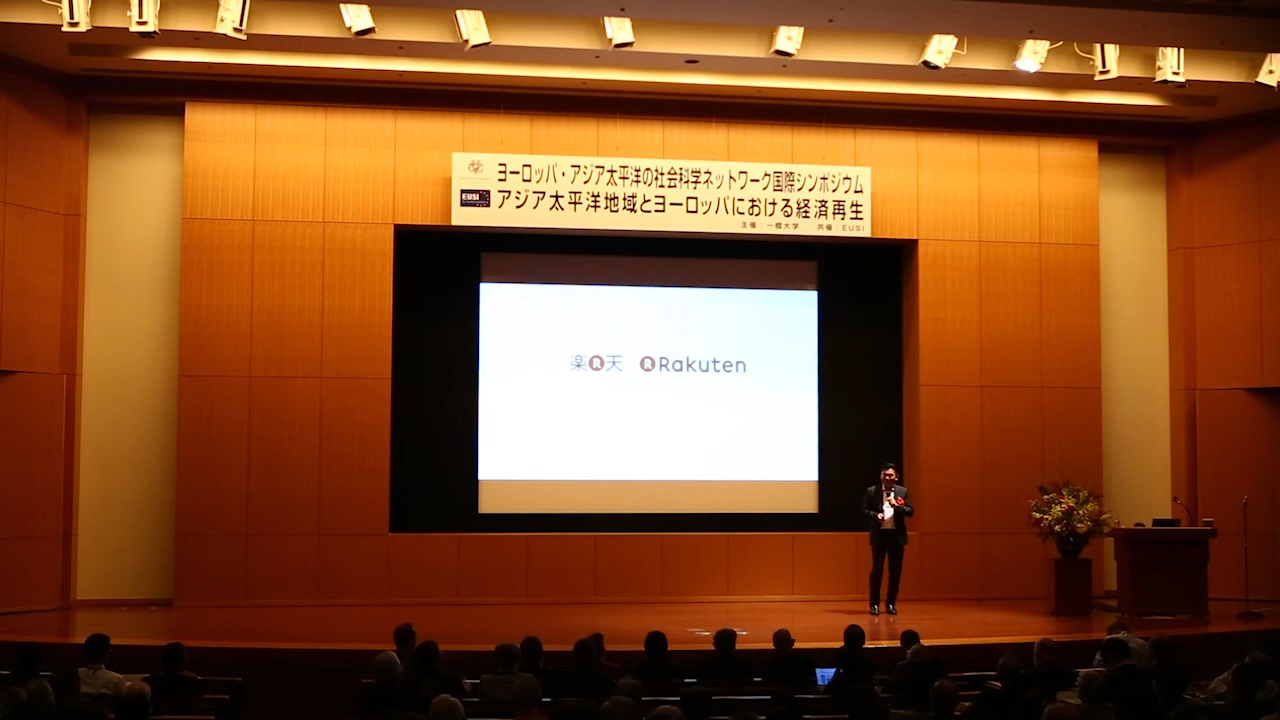 ヨーロッパ・アジア太平洋の社会科学ネットワーク国際シンポジウム
EUSI
アジア太平洋地域とヨーロッパにおける経済再生
主催：一橋大学 共催：EUSI
楽R天 R Rakuten